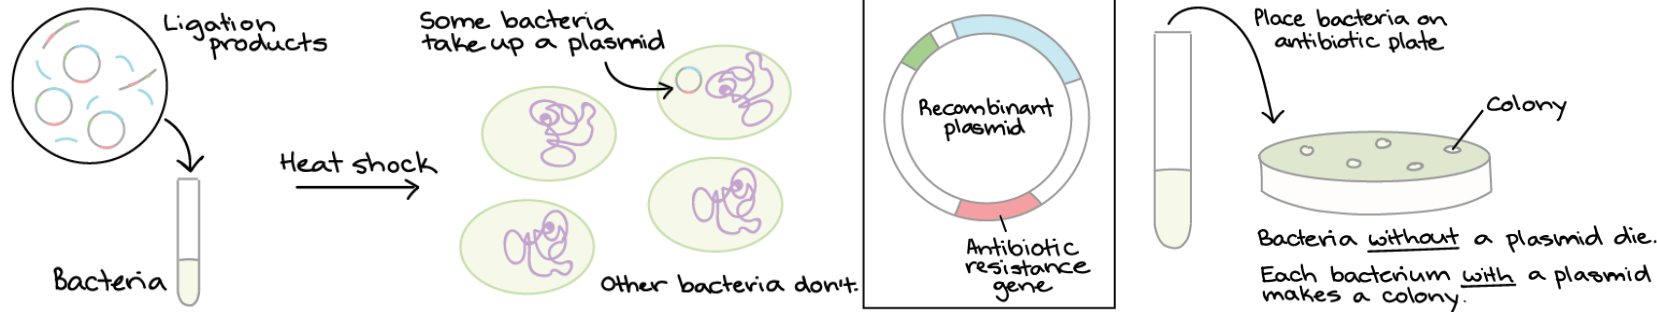 Ligation
products
Bacteria
Heat shock
Some bacteria
take up a plasmid
Other bacteria don't.
Recombinant
plasmid
Antibiotic
resistance
gene
Place bacteria on
antibiotic plate
Colony
Bacteria without a plasmid die.
Each bacterium with a plasmid
makes a colony.